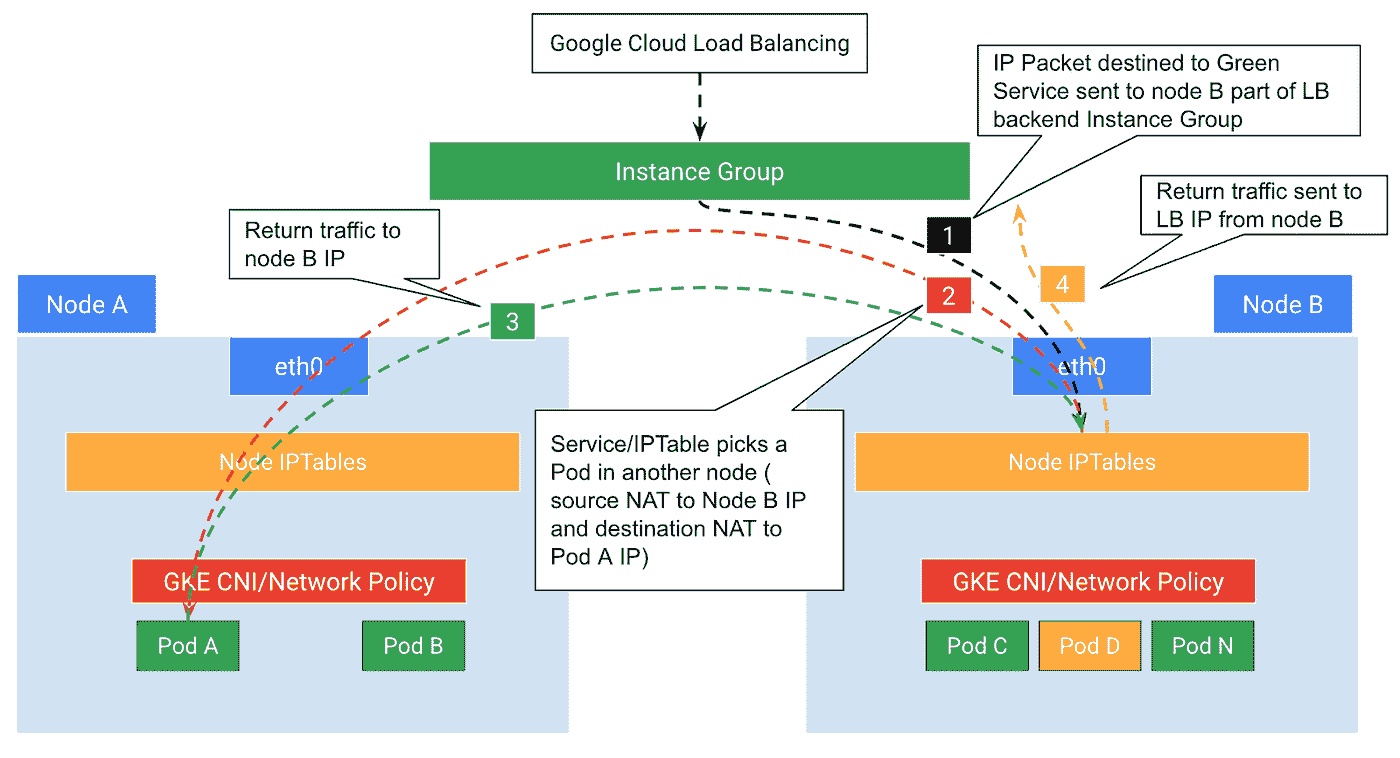 Google Cloud Load Balancing
IP Packet destined to Green
Service sent to node B part of LB
backend Instance Group
Instance Group
Return traffic sent to
LB IP from node B
1
Return traffic to
node B IP
2
4
3
Node A
Node B
eth0
eth0
Service/IPTable picks a
Pod in another node (
source NAT to Node B IP
and destination NAT to
Pod A IP)
Node IPTables
Node IPTables
GKE CNI/Network Policy
GKE CNI/Network Policy
Pod A
Pod B
Pod C
Pod D
Pod N